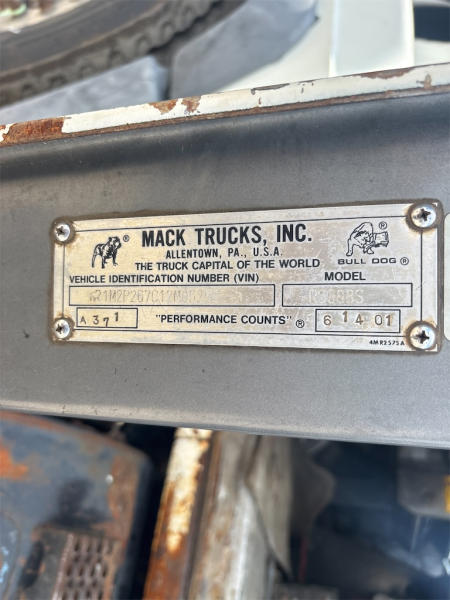 MACK TRUCKS, INC.
ALLENTOWN, PA., U.S.A.
THE TRUCK CAPITAL OF THE WORLD
BULL DOG ®
VEHICLE IDENTIFICATION NUMBER (VIN) MODEL
A 371 "PERFORMANCE COUNTS" ® 6 14 01
4MR2575A